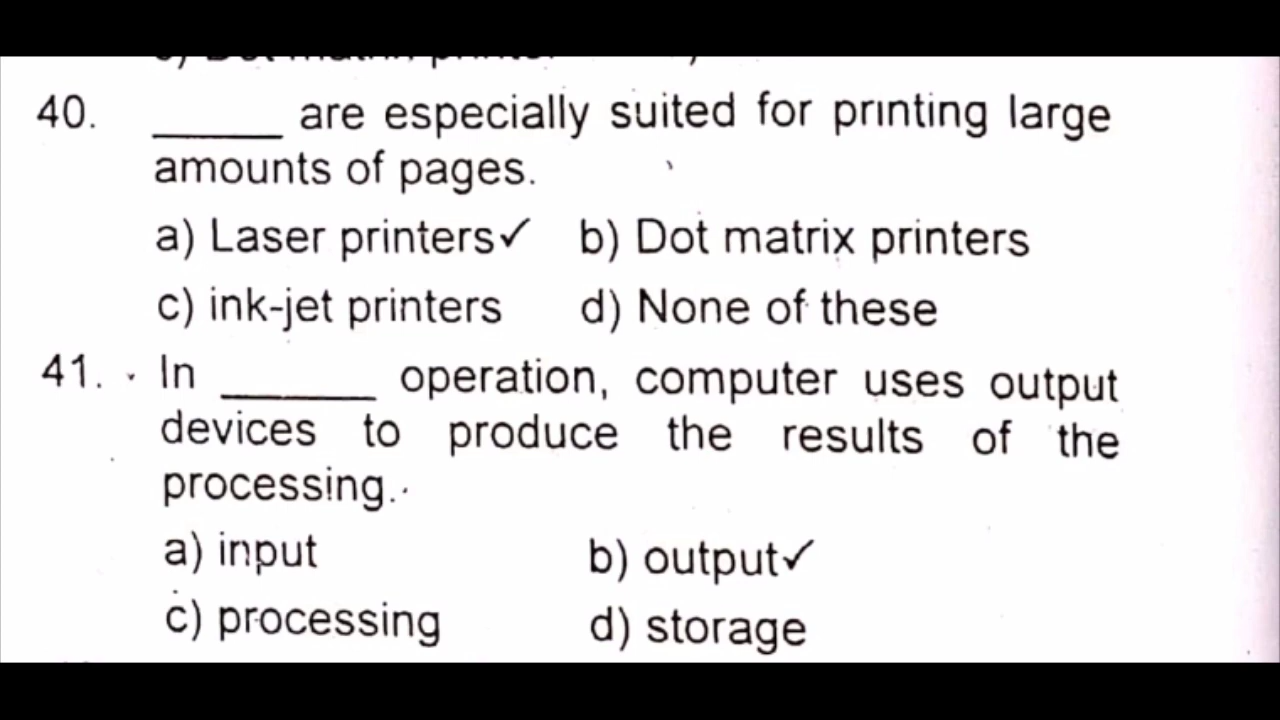 40. ______ are especially suited for printing large
amounts of pages.
a) Laser printers✓ b) Dot matrix printers
c) ink-jet printers d) None of these
41. In ______ operation, computer uses output
devices to produce the results of the
processing.
a) input b) output✓
c) processing d) storage